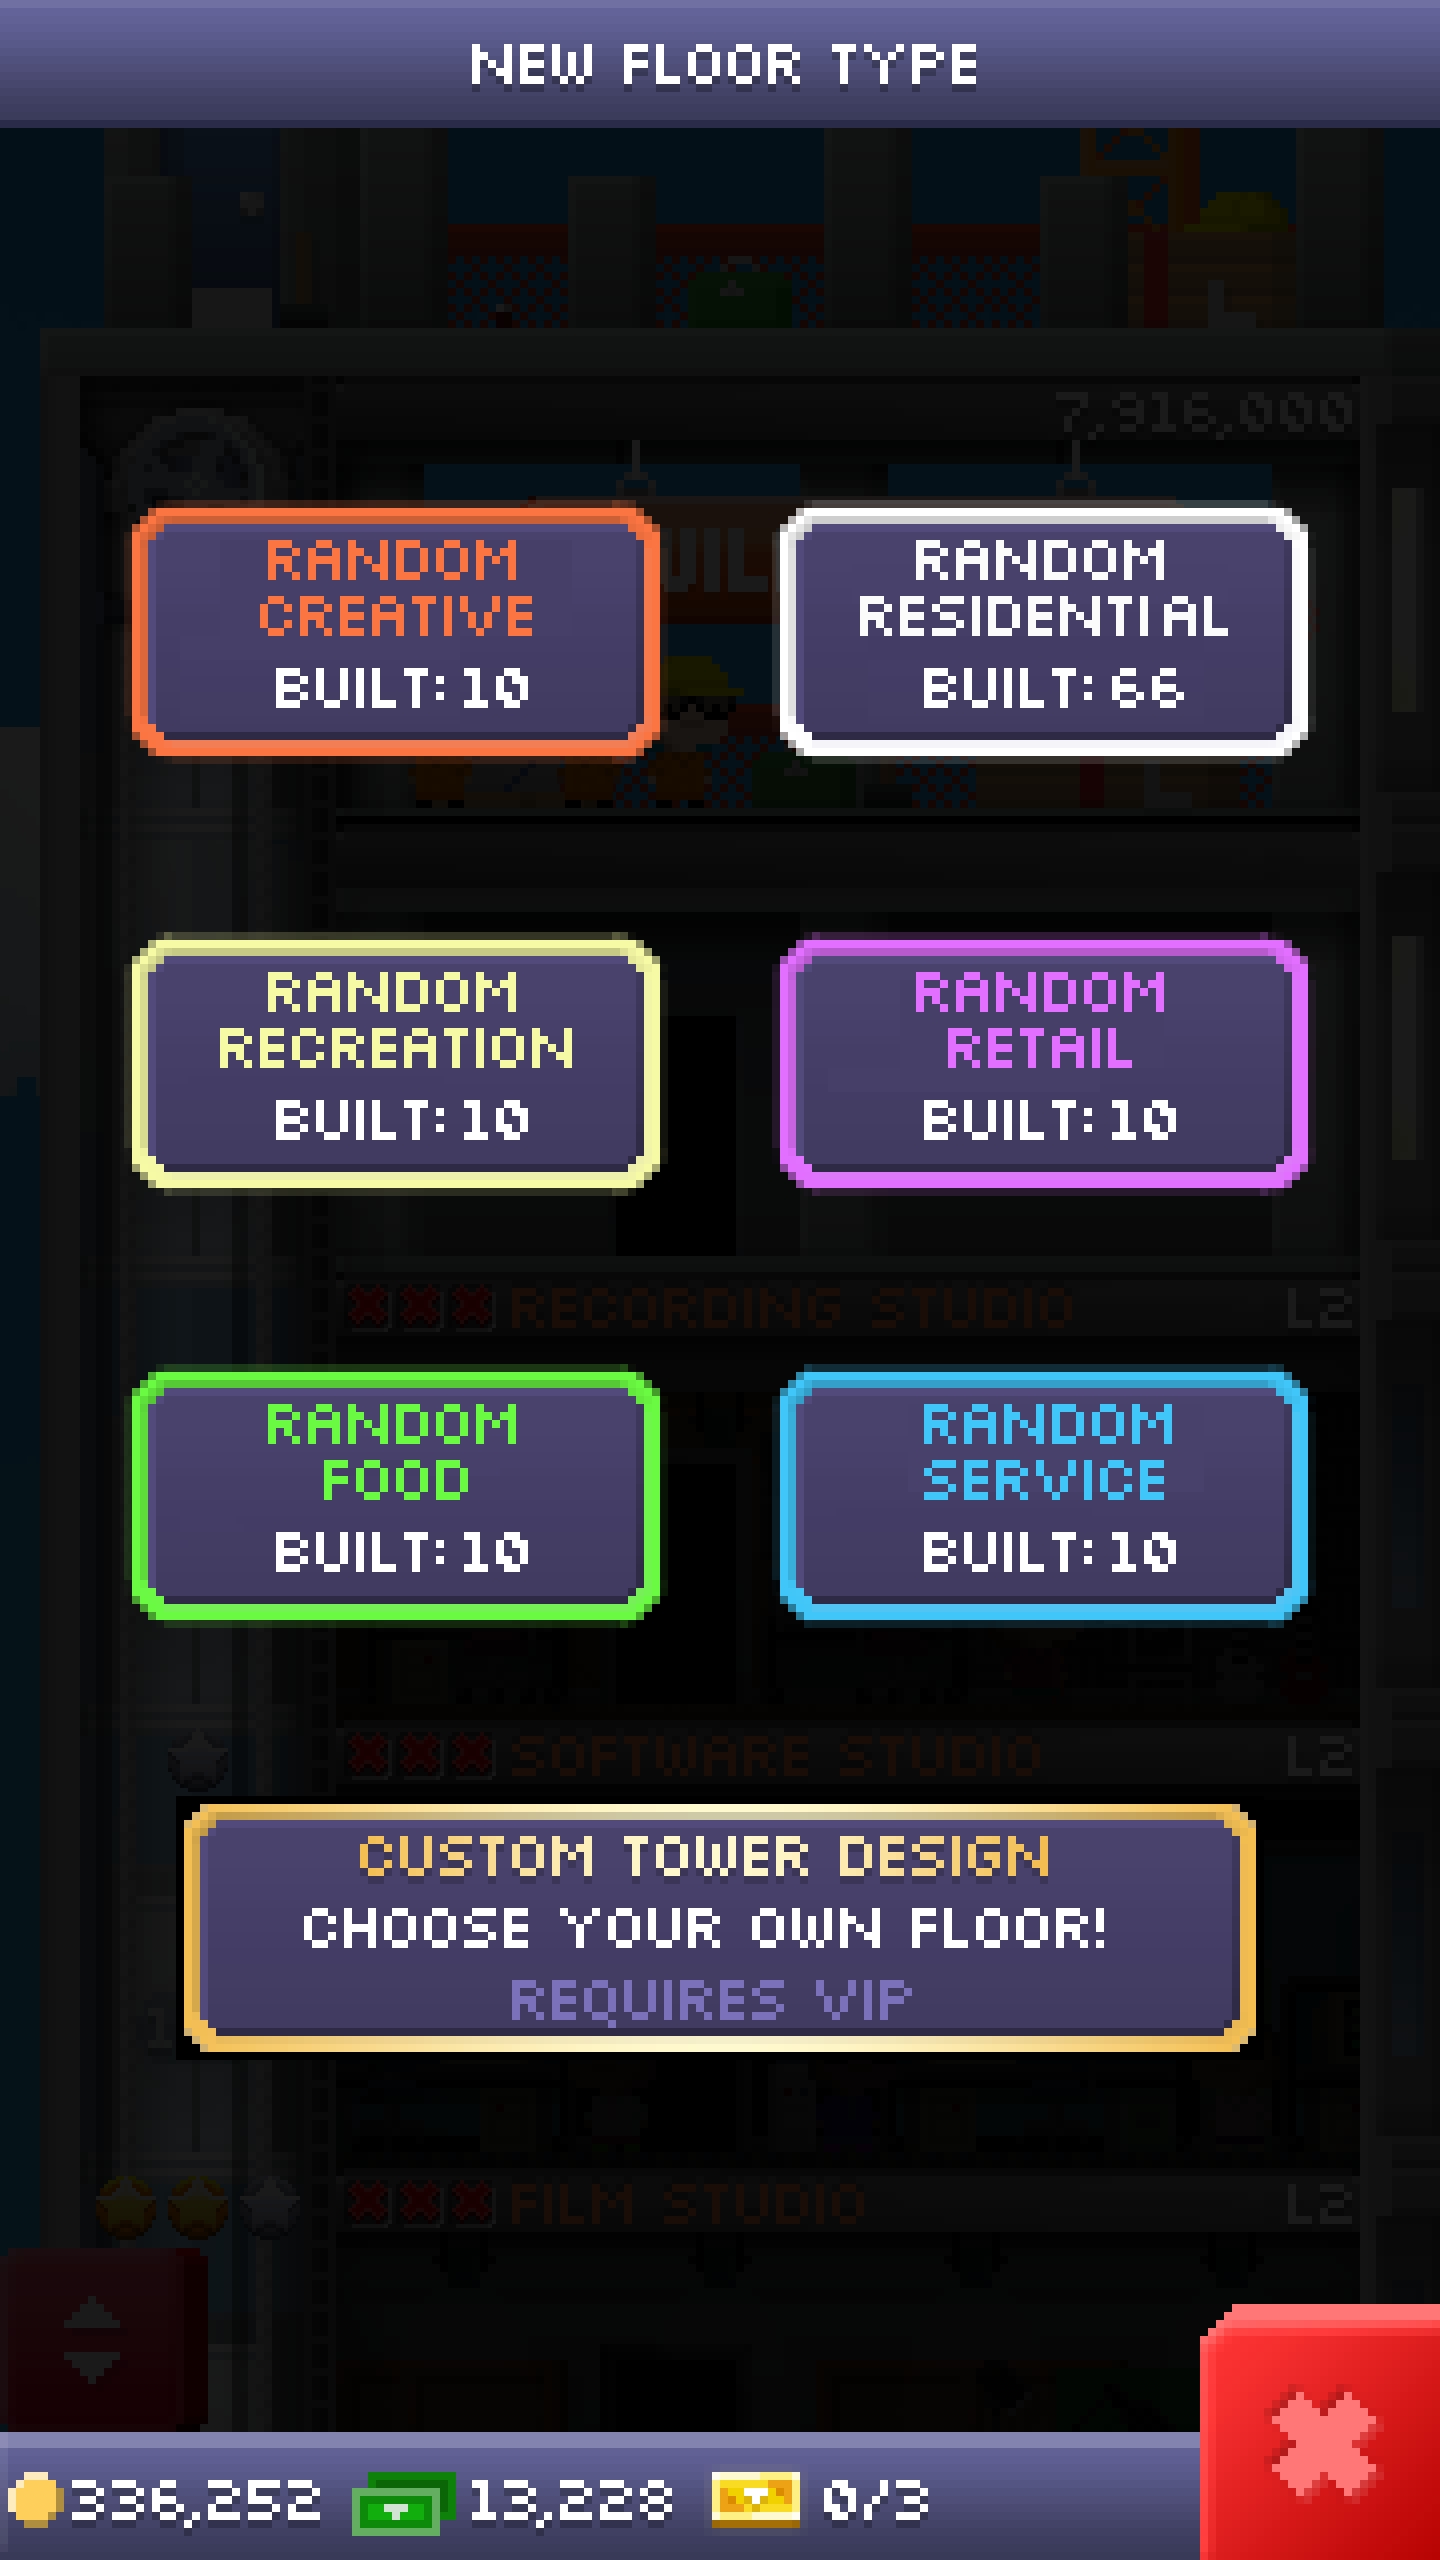 NEW FLOOR TYPE
7,916,000
RANDOM
CREATIVE
BUILT: 10
RANDOM
RESIDENTIAL
BUILT: 66
RANDOM
RECREATION
BUILT: 10
RANDOM
RETAIL
BUILT: 10
RECORDING STUDIO L2
RANDOM
FOOD
BUILT: 10
RANDOM
SERVICE
BUILT: 10
SOFTWARE STUDIO L2
CUSTOM TOWER DESIGN
CHOOSE YOUR OWN FLOOR!
REQUIRES VIP
FILM STUDIO L2
336,252 13,228 0/3